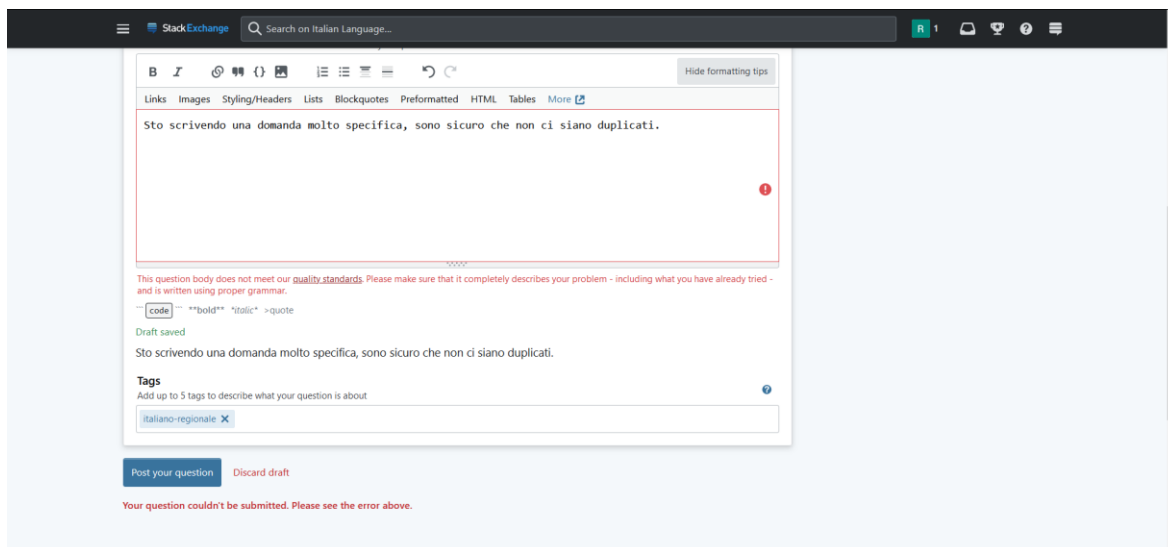 StackExchange
Search on Italian Language...
R 1
B I
Hide formatting tips
Links Images Styling/Headers Lists Blockquotes Preformatted HTML Tables More
Sto scrivendo una domanda molto specifica, sono sicuro che non ci siano duplicati.
This question body does not meet our quality standards. Please make sure that it completely describes your problem - including what you have already tried -
and is written using proper grammar.
``` code ``` **bold** *italic* >quote
Draft saved
Sto scrivendo una domanda molto specifica, sono sicuro che non ci siano duplicati.
Tags
Add up to 5 tags to describe what your question is about
italiano-regionale
Post your question Discard draft
Your question couldn't be submitted. Please see the error above.